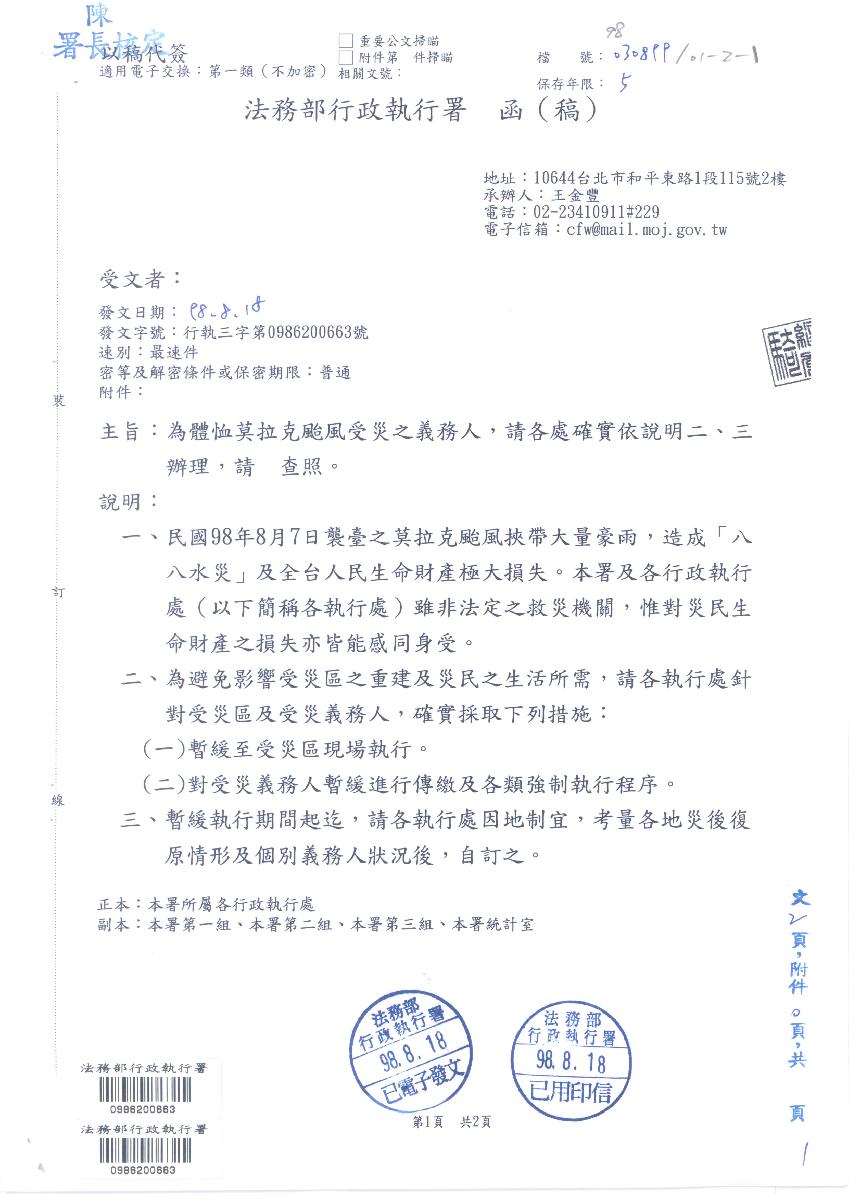 陳
署長核定
以稿代簽
適用電子交換：第一類（不加密）
□ 重要公文掃瞄
□ 附件第　件掃瞄
相關文號：
98
檔　號：030899/01-2-1
保存年限：5
法務部行政執行署　函（稿）
地址：10644台北市和平東路1段115號2樓
承辦人：王金豐
電話：02-23410911#229
電子信箱：cfw@mail.moj.gov.tw
受文者：
發文日期：98.8.18
發文字號：行執三字第0986200663號
速別：最速件
密等及解密條件或保密期限：普通
附件：
主旨：為體恤莫拉克颱風受災之義務人，請各處確實依說明二、三
辦理，請　查照。
說明：
一、民國98年8月7日襲臺之莫拉克颱風挾帶大量豪雨，造成「八
八水災」及全台人民生命財產極大損失。本署及各行政執行
處（以下簡稱各執行處）雖非法定之救災機關，惟對災民生
命財產之損失亦皆能感同身受。
二、為避免影響受災區之重建及災民之生活所需，請各執行處針
對受災區及受災義務人，確實採取下列措施：
(一)暫緩至受災區現場執行。
(二)對受災義務人暫緩進行傳繳及各類強制執行程序。
三、暫緩執行期間起迄，請各執行處因地制宜，考量各地災後復
原情形及個別義務人狀況後，自訂之。
正本：本署所屬各行政執行處
副本：本署第一組、本署第二組、本署第三組、本署統計室
裝
訂
線
文2頁，附件0頁，共　頁
法務部
行政執行署
98.8.18
已電子發文
法務部
行政執行署
98.8.18
已用印信
法務部行政執行署
0986200663
法務部行政執行署
0986200663
第1頁　共2頁
1